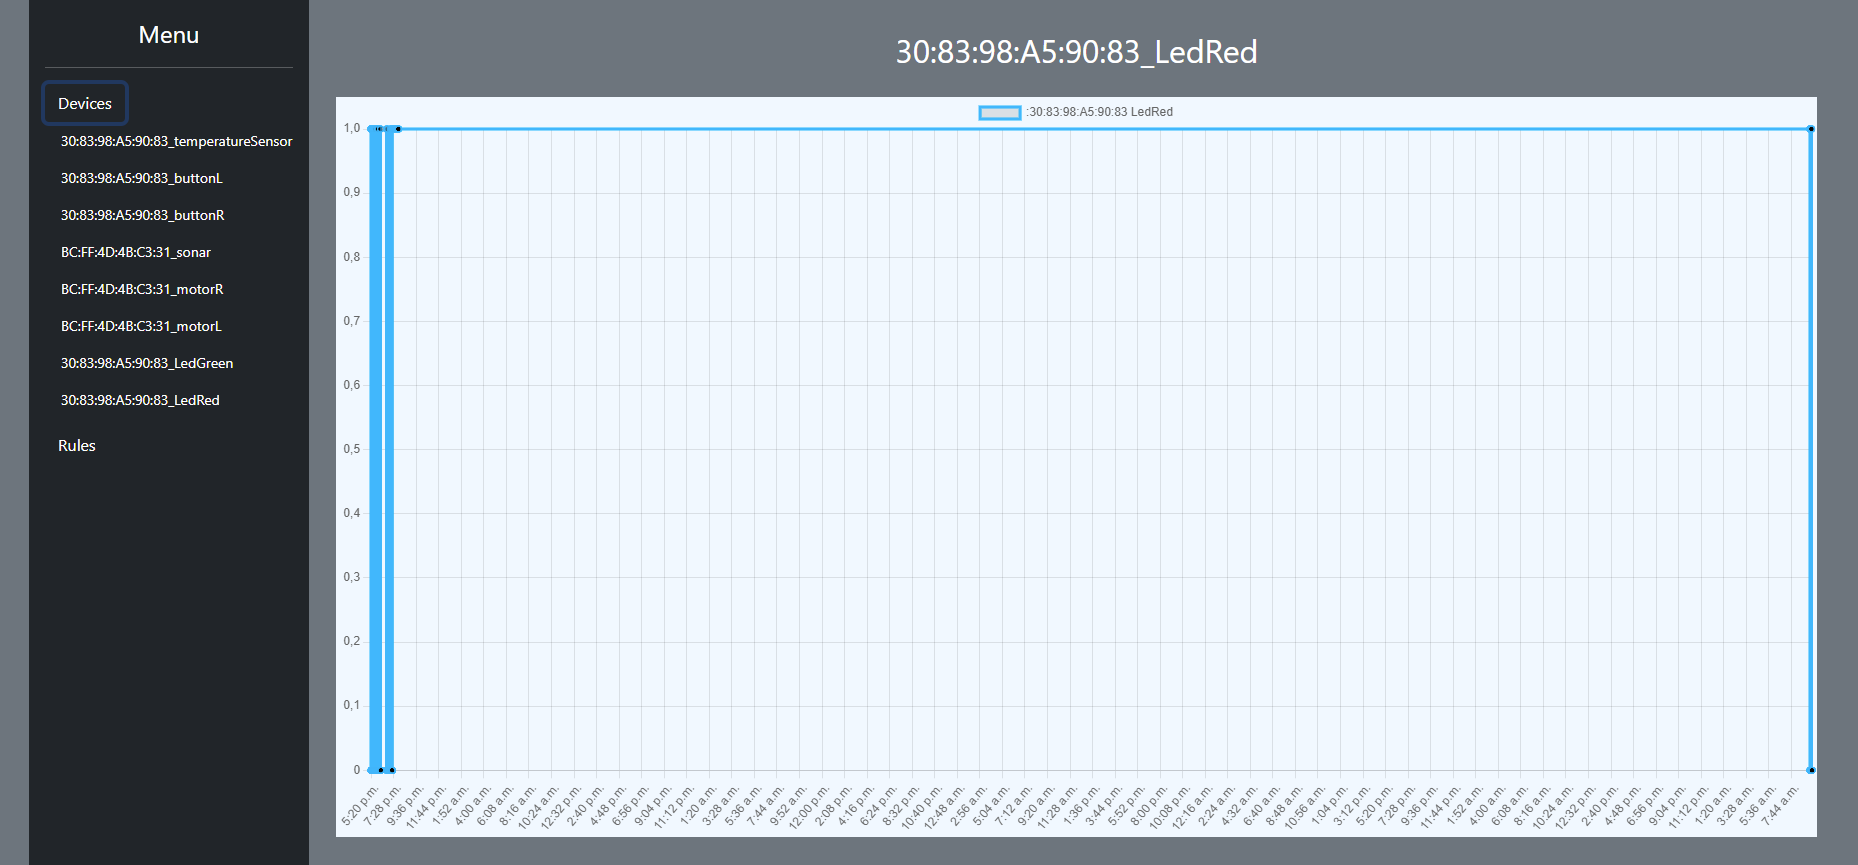 Menu
Devices
30:83:98:A5:90:83_temperatureSensor
30:83:98:A5:90:83_buttonL
30:83:98:A5:90:83_buttonR
BC:FF:4D:4B:C3:31_sonar
BC:FF:4D:4B:C3:31_motorR
BC:FF:4D:4B:C3:31_motorL
30:83:98:A5:90:83_LedGreen
30:83:98:A5:90:83_LedRed
Rules
30:83:98:A5:90:83_LedRed
:30:83:98:A5:90:83 LedRed
1,0
0,9
0,8
0,7
0,6
0,5
0,4
0,3
0,2
0,1
0
5:20 p.m.
7:28 p.m.
9:36 p.m.
11:44 p.m.
1:52 a.m.
4:00 a.m.
6:08 a.m.
8:16 a.m.
10:24 a.m.
12:32 p.m.
2:40 p.m.
4:48 p.m.
6:56 p.m.
9:04 p.m.
11:12 p.m.
1:20 a.m.
3:28 a.m.
5:36 a.m.
7:44 a.m.
9:52 a.m.
12:00 p.m.
2:08 p.m.
4:16 p.m.
6:24 p.m.
8:32 p.m.
10:40 p.m.
12:48 a.m.
2:56 a.m.
5:04 a.m.
7:12 a.m.
9:20 a.m.
11:28 a.m.
1:36 p.m.
3:44 p.m.
5:52 p.m.
8:00 p.m.
10:08 p.m.
12:16 a.m.
2:24 a.m.
4:32 a.m.
6:40 a.m.
8:48 a.m.
10:56 a.m.
1:04 p.m.
3:12 p.m.
5:20 p.m.
7:28 p.m.
9:36 p.m.
11:44 p.m.
1:52 a.m.
4:00 a.m.
6:08 a.m.
8:16 a.m.
10:24 a.m.
12:32 p.m.
2:40 p.m.
4:48 p.m.
6:56 p.m.
9:04 p.m.
11:12 p.m.
1:20 a.m.
3:28 a.m.
5:36 a.m.
7:44 a.m.